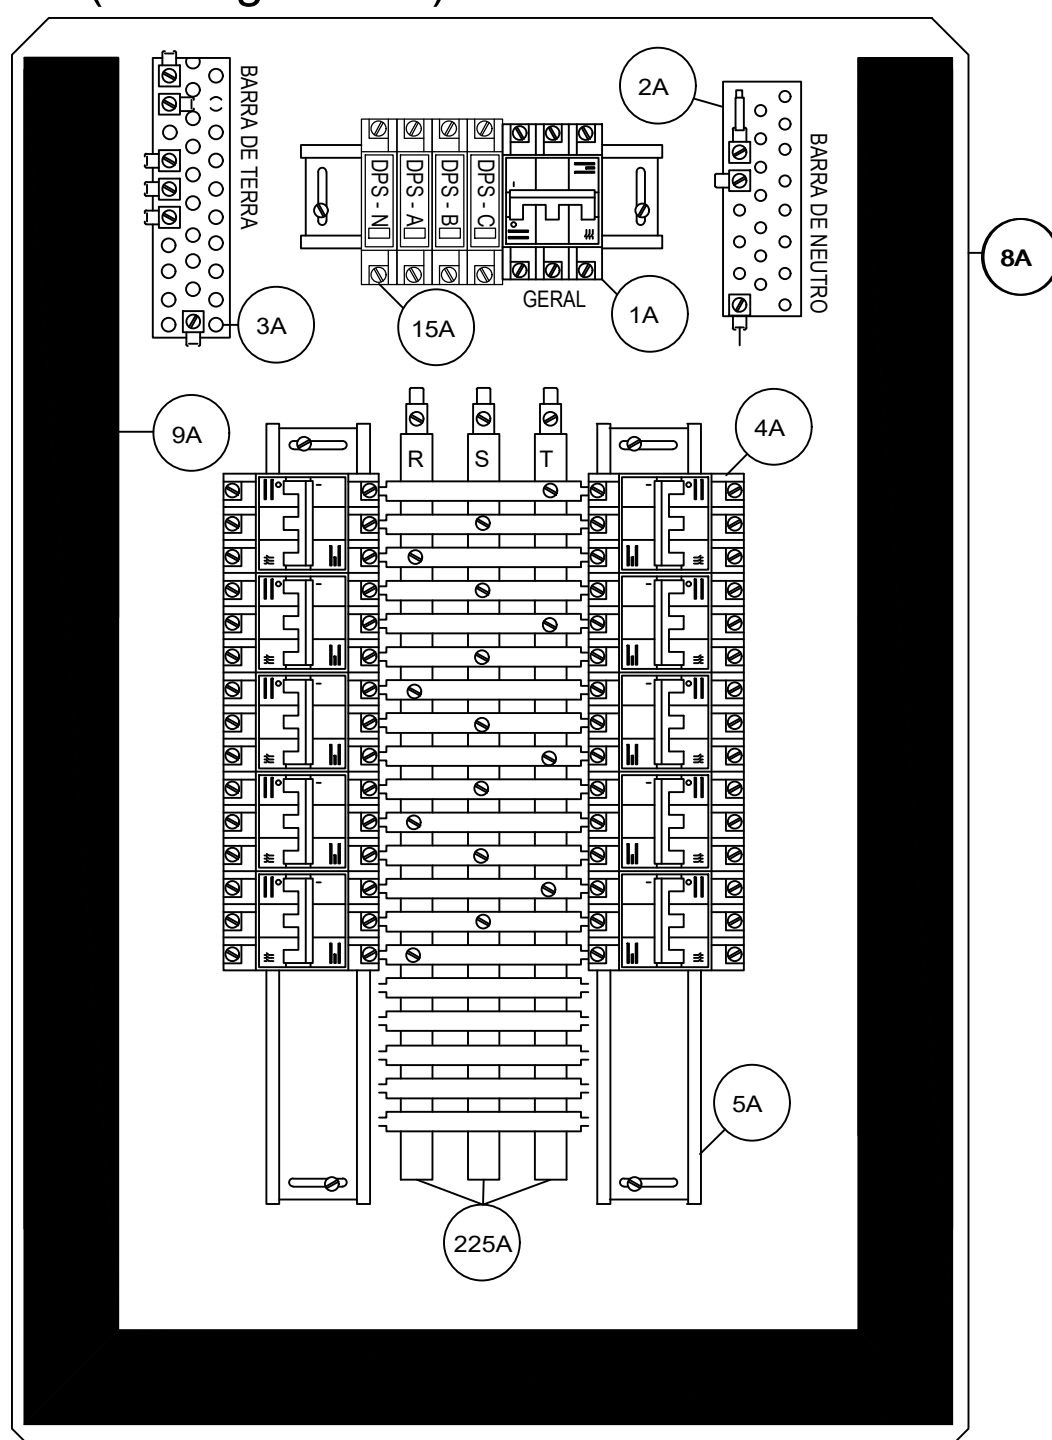 BARRA DE TERRA
2A
DPS - N
DPS - A
DPS - B
DPS - C
BARRA DE NEUTRO
8A
GERAL
3A
15A
1A
9A
4A
R
S
T
5A
225A